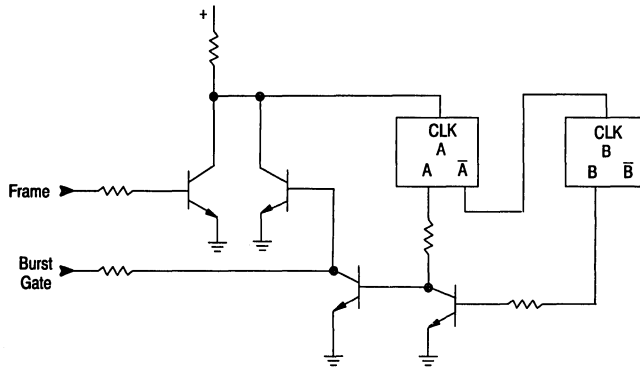 +
CLK
A
A A̅
CLK
B
B B̅
Frame
Burst
Gate